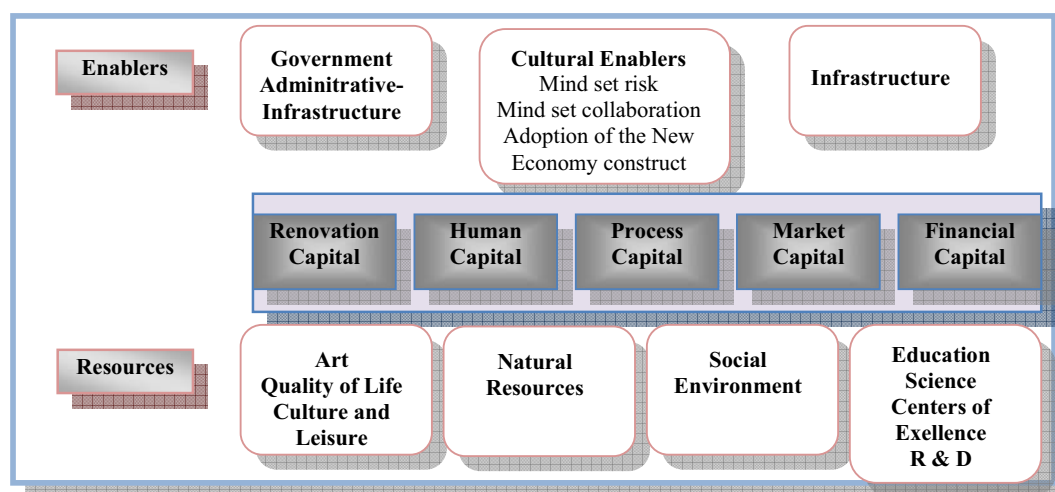 Enablers
Government
Adminitrative-
Infrastructure
Cultural Enablers
Mind set risk
Mind set collaboration
Adoption of the New
Economy construct
Infrastructure
Renovation
Capital
Human
Capital
Process
Capital
Market
Capital
Financial
Capital
Resources
Art
Quality of Life
Culture and
Leisure
Natural
Resources
Social
Environment
Education
Science
Centers of
Exellence
R & D